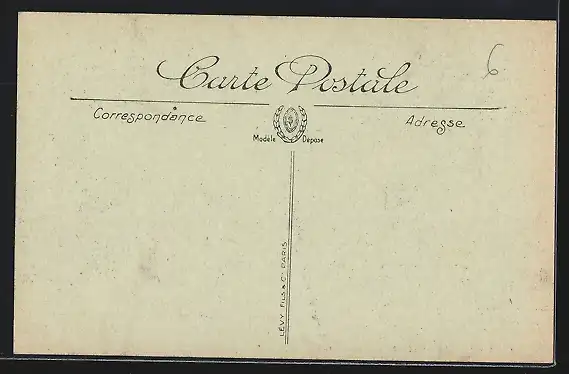 Carte Postale
6
Correspondance
Adresse
Modèle Déposé
LÉVY FILS & Cie PARIS